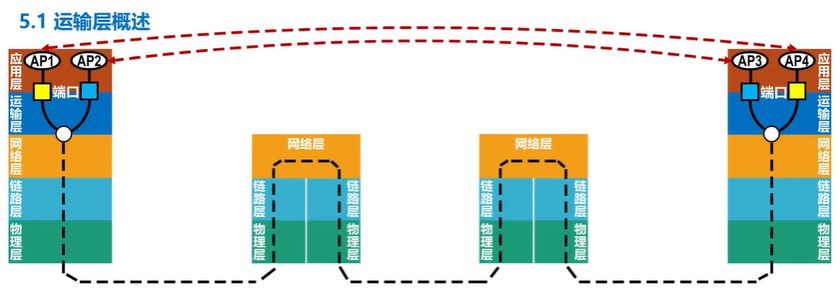 5.1 运输层概述
AP1
AP2
AP3
AP4
应用层
端口
运输层
网络层
链路层
物理层
网络层
链路层
链路层
物理层
物理层
网络层
链路层
链路层
物理层
物理层
应用层
端口
运输层
网络层
链路层
物理层